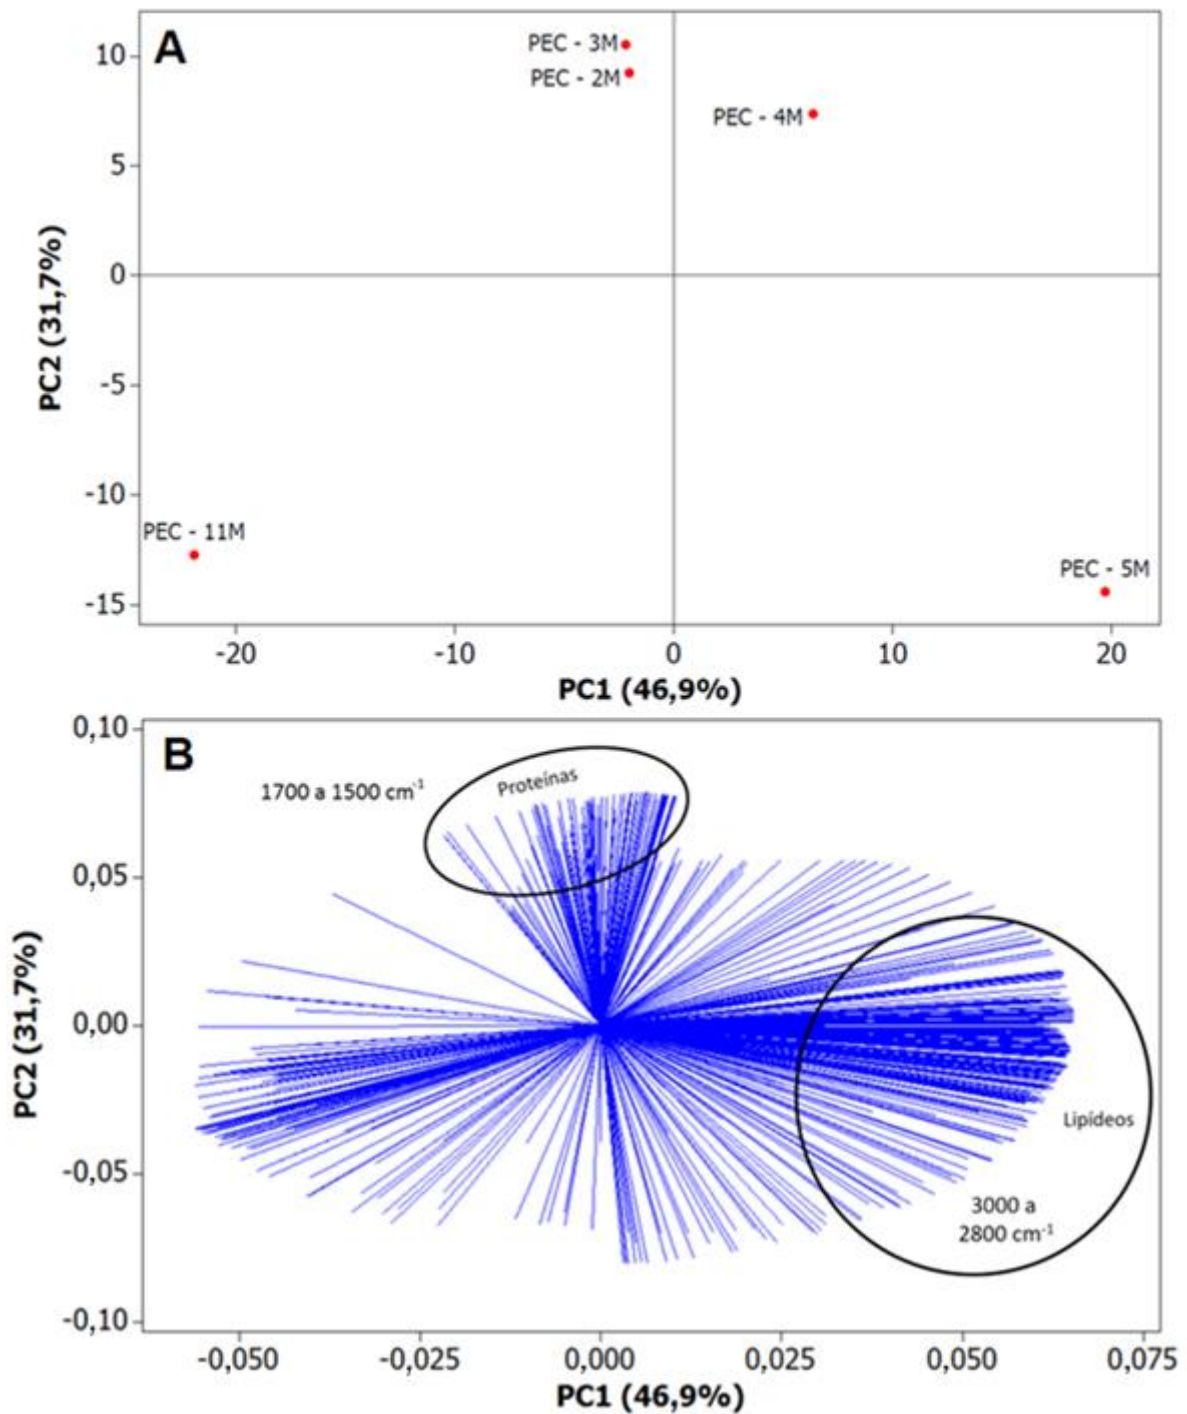 A
PEC - 3M
PEC - 2M
PEC - 4M
PEC - 11M
PEC - 5M
10
5
0
-5
-10
-15
PC2 (31,7%)
-20
-10
0
10
20
PC1 (46,9%)
B
1700 a 1500 cm⁻¹
Proteínas
Lipídeos
3000 a
2800 cm⁻¹
0,10
0,05
0,00
-0,05
-0,10
PC2 (31,7%)
-0,050
-0,025
0,000
0,025
0,050
0,075
PC1 (46,9%)